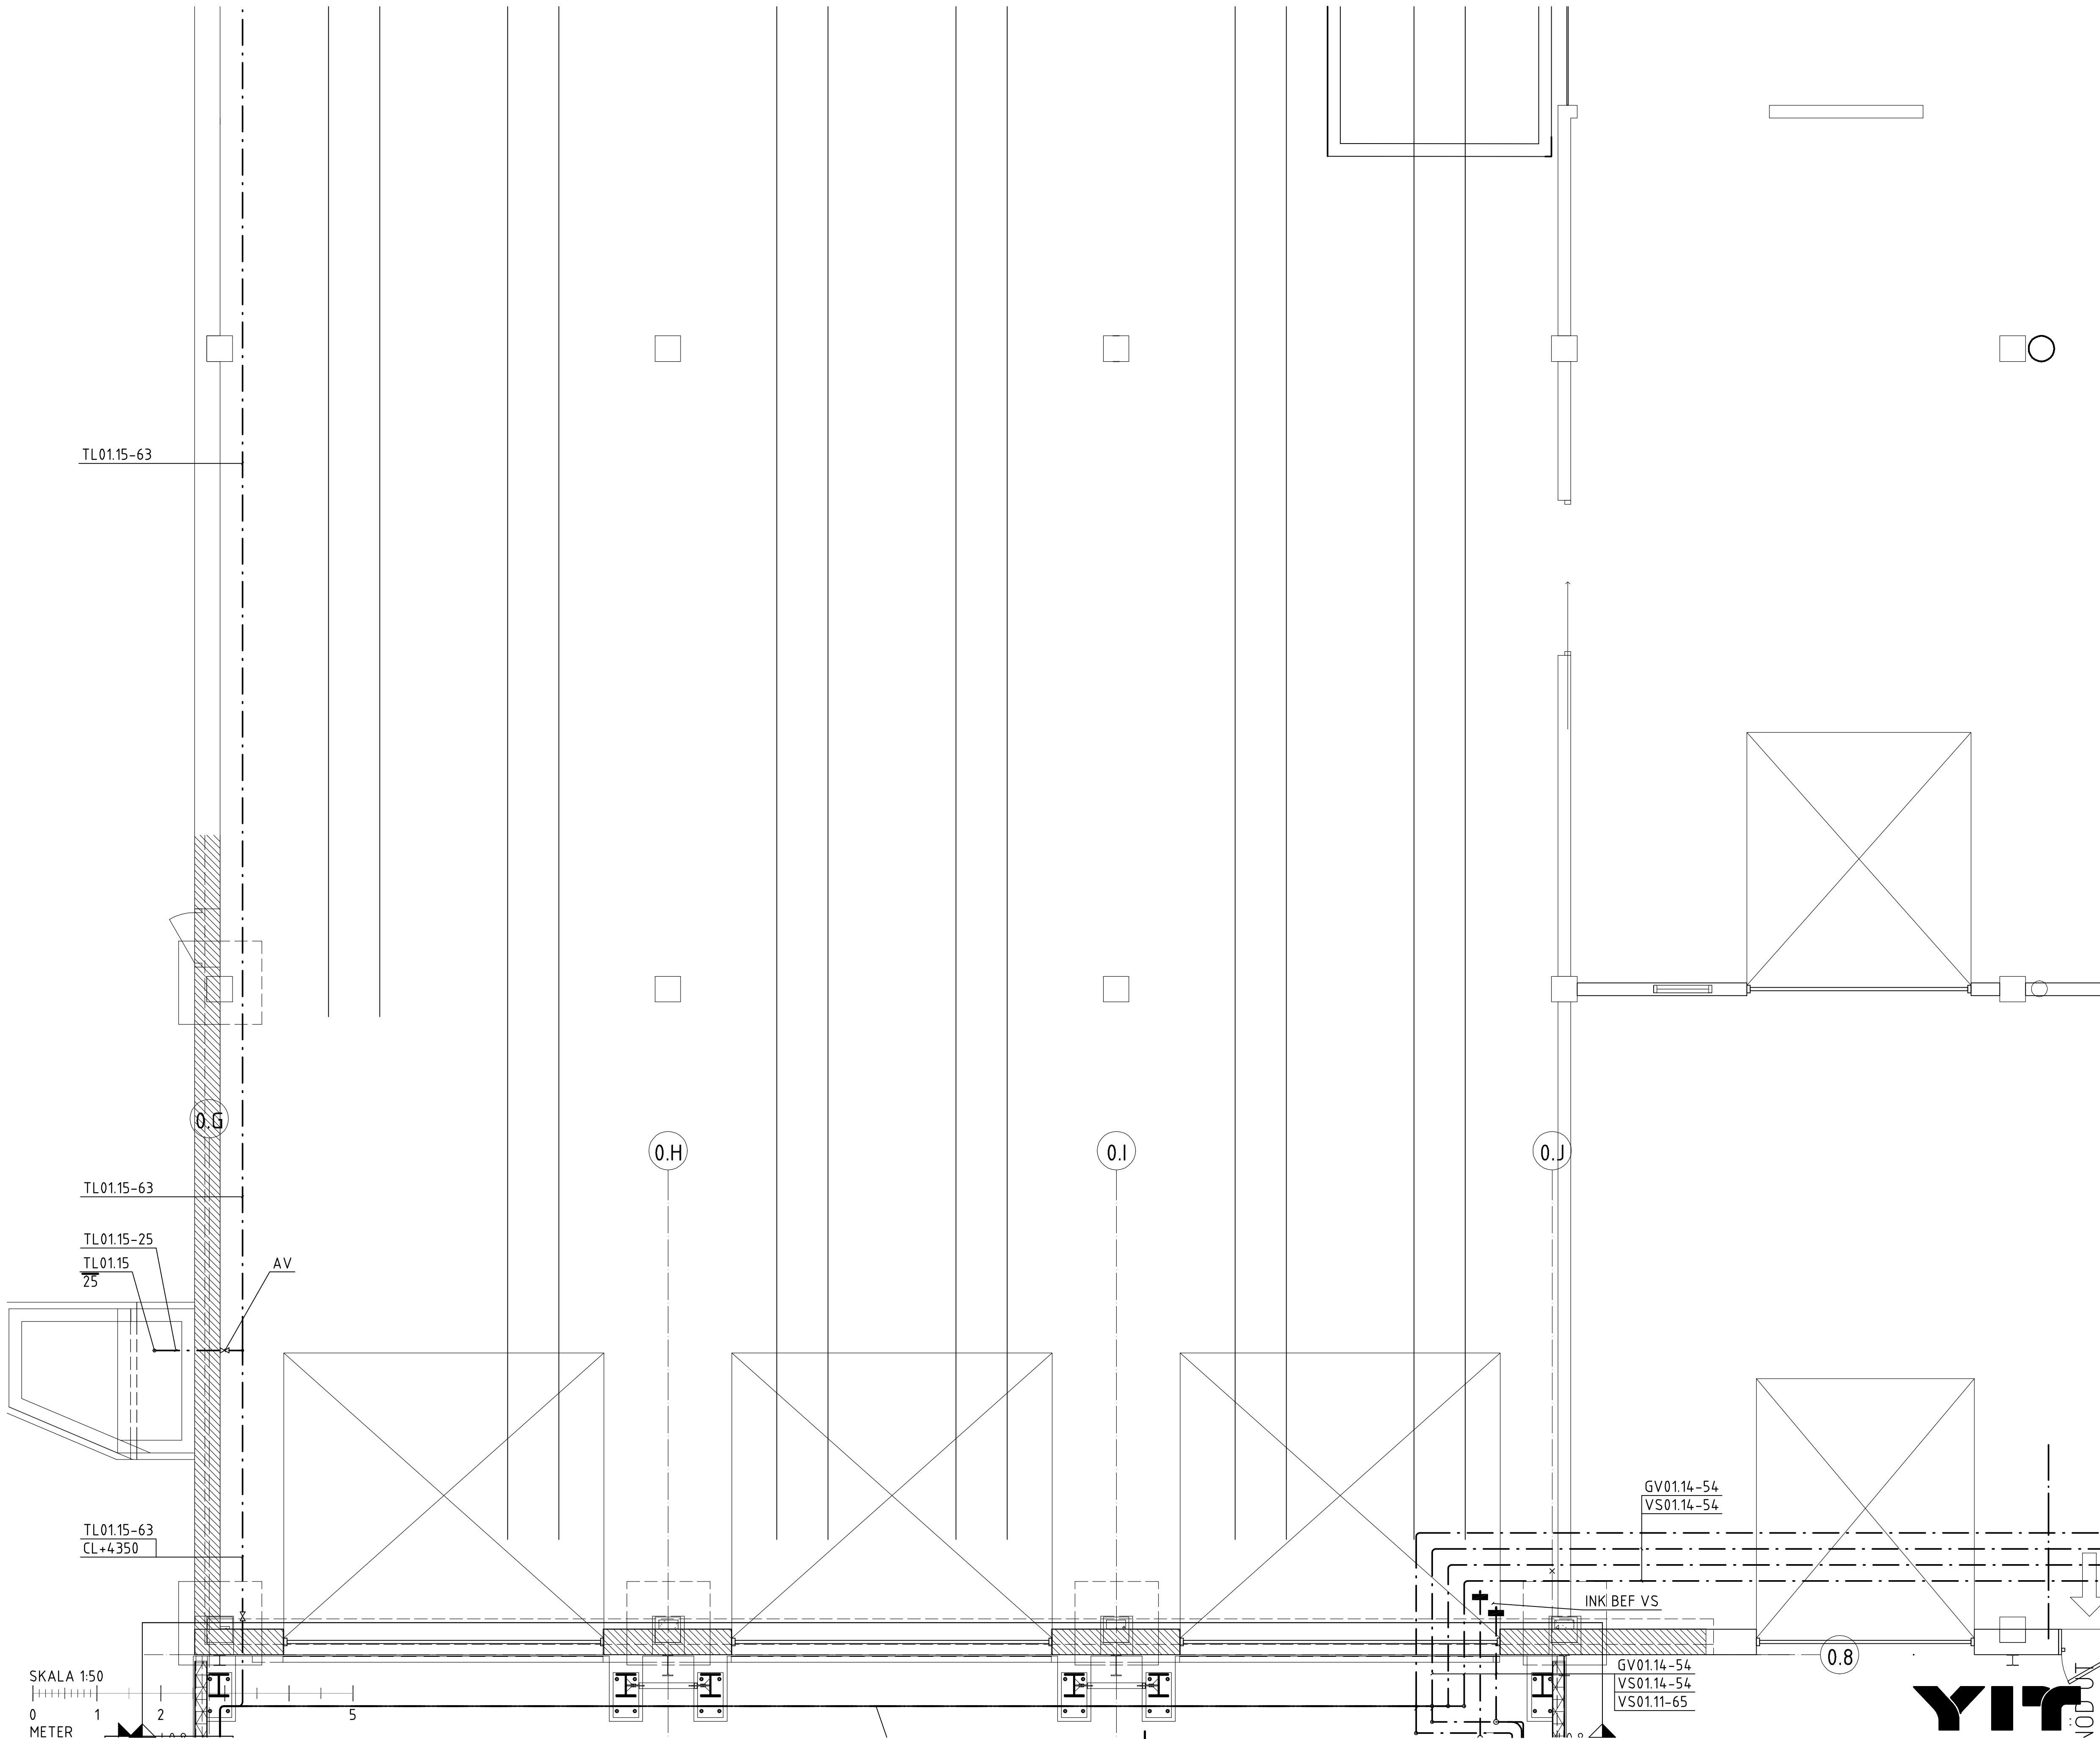 TL01.15-63
0.G
0.H
0.I
0.J
TL01.15-63
TL01.15-25
TL01.15
25
AV
GV01.14-54
VS01.14-54
TL01.15-63
CL+4350
INK BEF VS
0.8
GV01.14-54
VS01.14-54
VS01.11-65
SKALA 1:50
0 1 2 5
METER
YIT